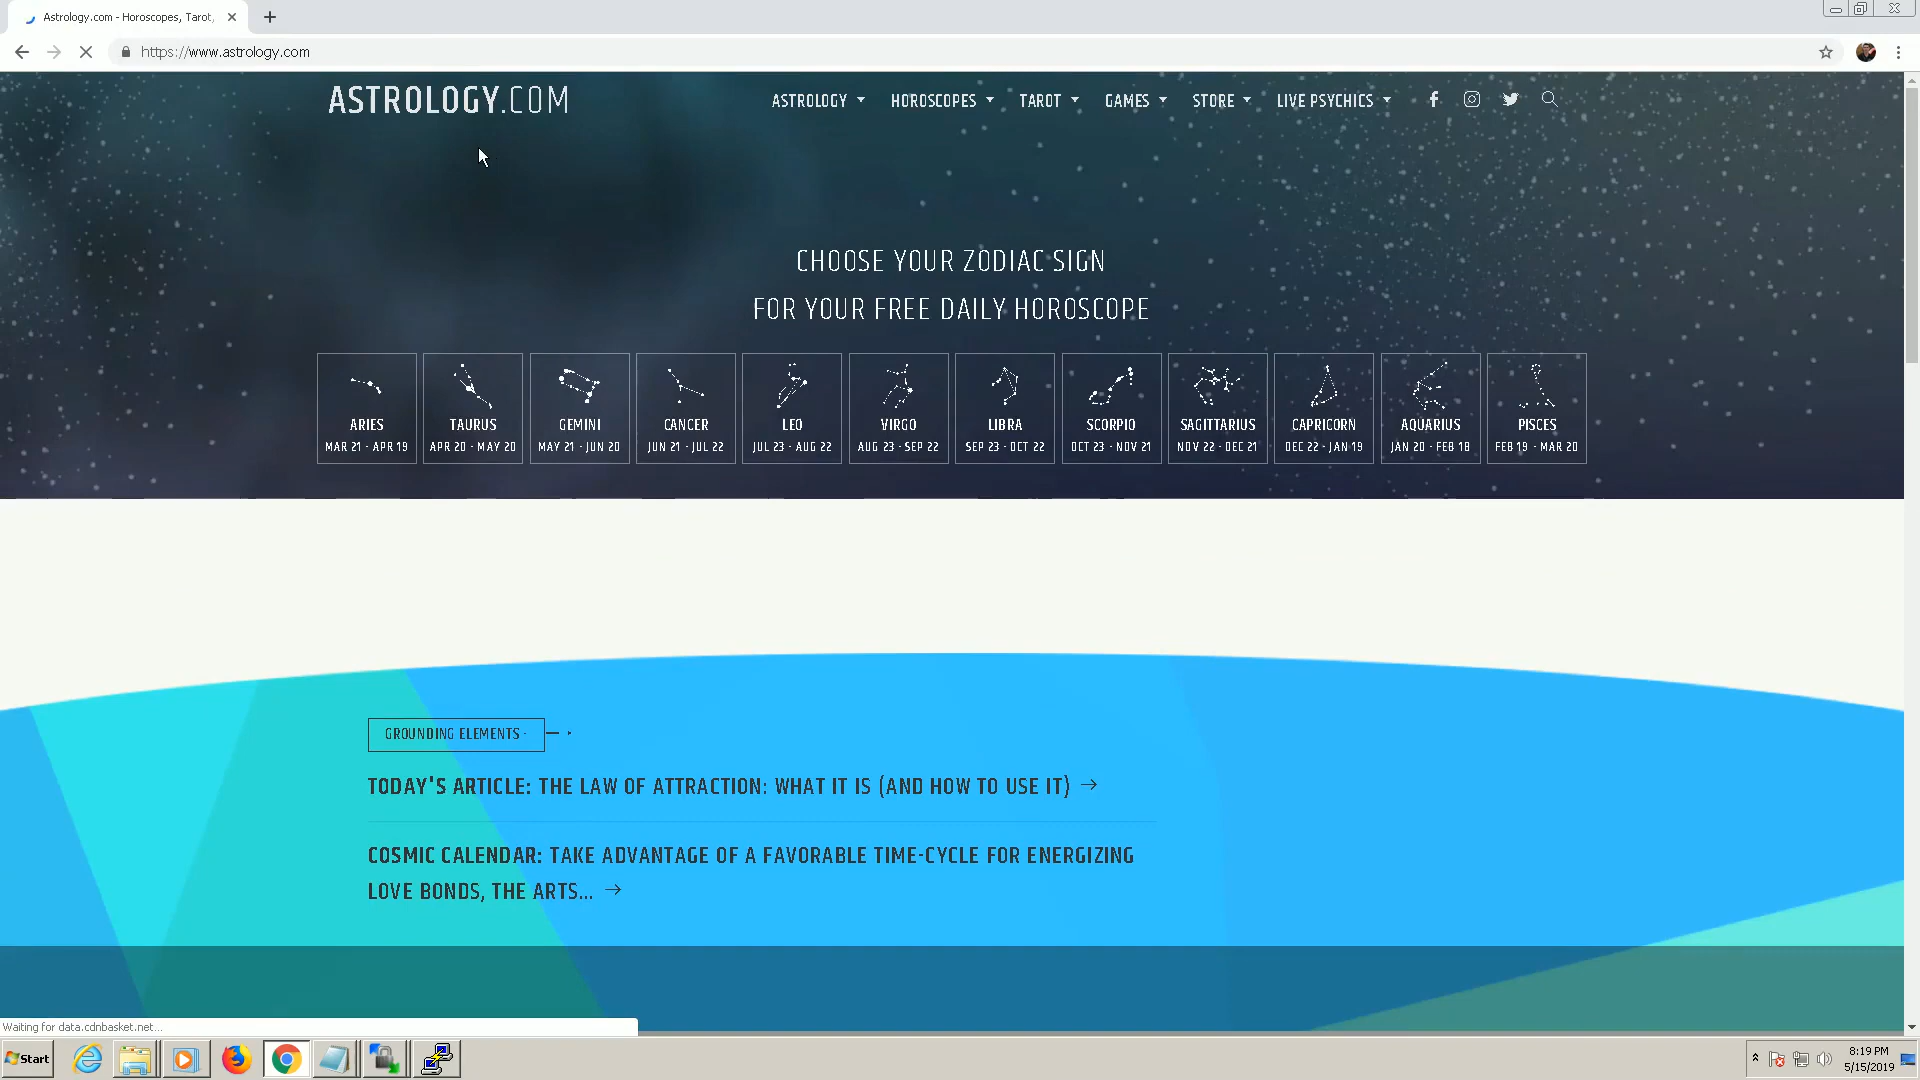 Astrology.com - Horoscopes, Tarot,
https://www.astrology.com
ASTROLOGY.COM
ASTROLOGY HOROSCOPES TAROT GAMES STORE LIVE PSYCHICS
CHOOSE YOUR ZODIAC SIGN
FOR YOUR FREE DAILY HOROSCOPE
ARIES TAURUS GEMINI CANCER LEO VIRGO LIBRA SCORPIO SAGITTARIUS CAPRICORN AQUARIUS PISCES
MAR 21 - APR 19 APR 20 - MAY 20 MAY 21 - JUN 20 JUN 21 - JUL 22 JUL 23 - AUG 22 AUG 23 - SEP 22 SEP 23 - OCT 22 OCT 23 - NOV 21 NOV 22 - DEC 21 DEC 22 - JAN 19 JAN 20 - FEB 18 FEB 19 - MAR 20
GROUNDING ELEMENTS -
TODAY'S ARTICLE: THE LAW OF ATTRACTION: WHAT IT IS (AND HOW TO USE IT) →
COSMIC CALENDAR: TAKE ADVANTAGE OF A FAVORABLE TIME-CYCLE FOR ENERGIZING
LOVE BONDS, THE ARTS... →
Waiting for data.cdnbasket.net...
Start
8:19 PM
5/15/2019